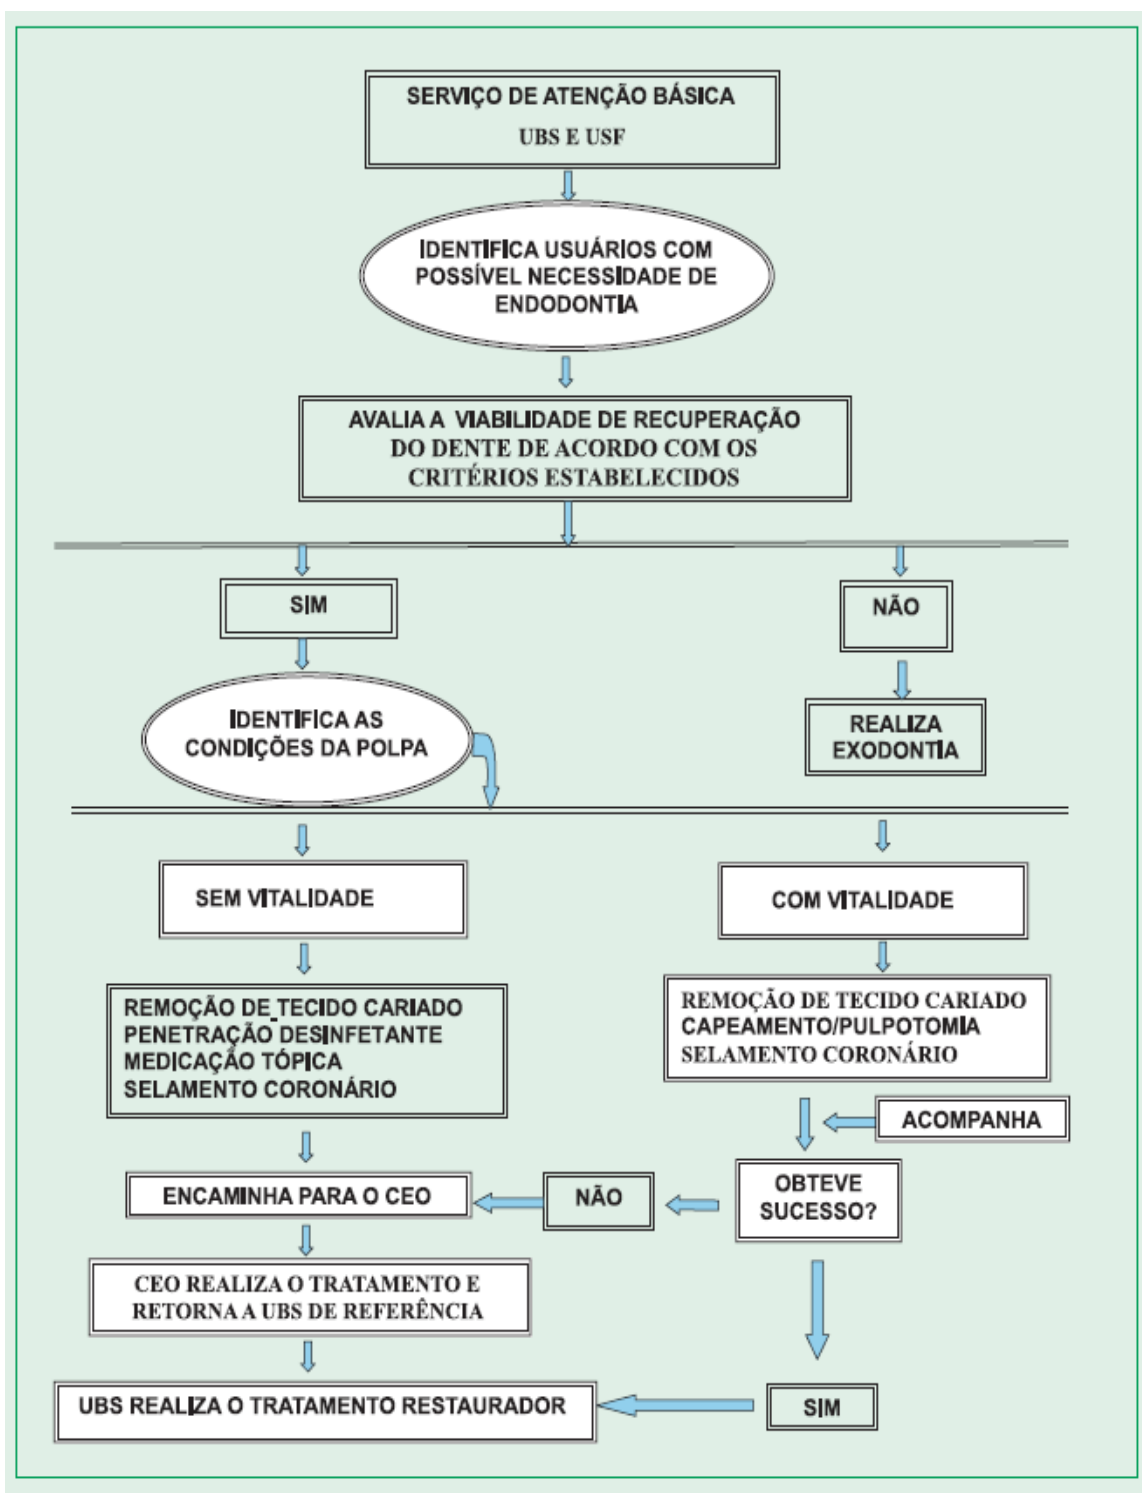 SERVIÇO DE ATENÇÃO BÁSICA
UBS E USF
IDENTIFICA USUÁRIOS COM
POSSÍVEL NECESSIDADE DE
ENDODONTIA
AVALIA A VIABILIDADE DE RECUPERAÇÃO
DO DENTE DE ACORDO COM OS
CRITÉRIOS ESTABELECIDOS
SIM
NÃO
IDENTIFICA AS
CONDIÇÕES DA POLPA
REALIZA
EXODONTIA
SEM VITALIDADE
COM VITALIDADE
REMOÇÃO DE TECIDO CARIADO
PENETRAÇÃO DESINFETANTE
MEDICAÇÃO TÓPICA
SELAMENTO CORONÁRIO
REMOÇÃO DE TECIDO CARIADO
CAPEAMENTO/PULPOTOMIA
SELAMENTO CORONÁRIO
ACOMPANHA
ENCAMINHA PARA O CEO
NÃO
OBTEVE
SUCESSO?
CEO REALIZA O TRATAMENTO E
RETORNA A UBS DE REFERÊNCIA
UBS REALIZA O TRATAMENTO RESTAURADOR
SIM